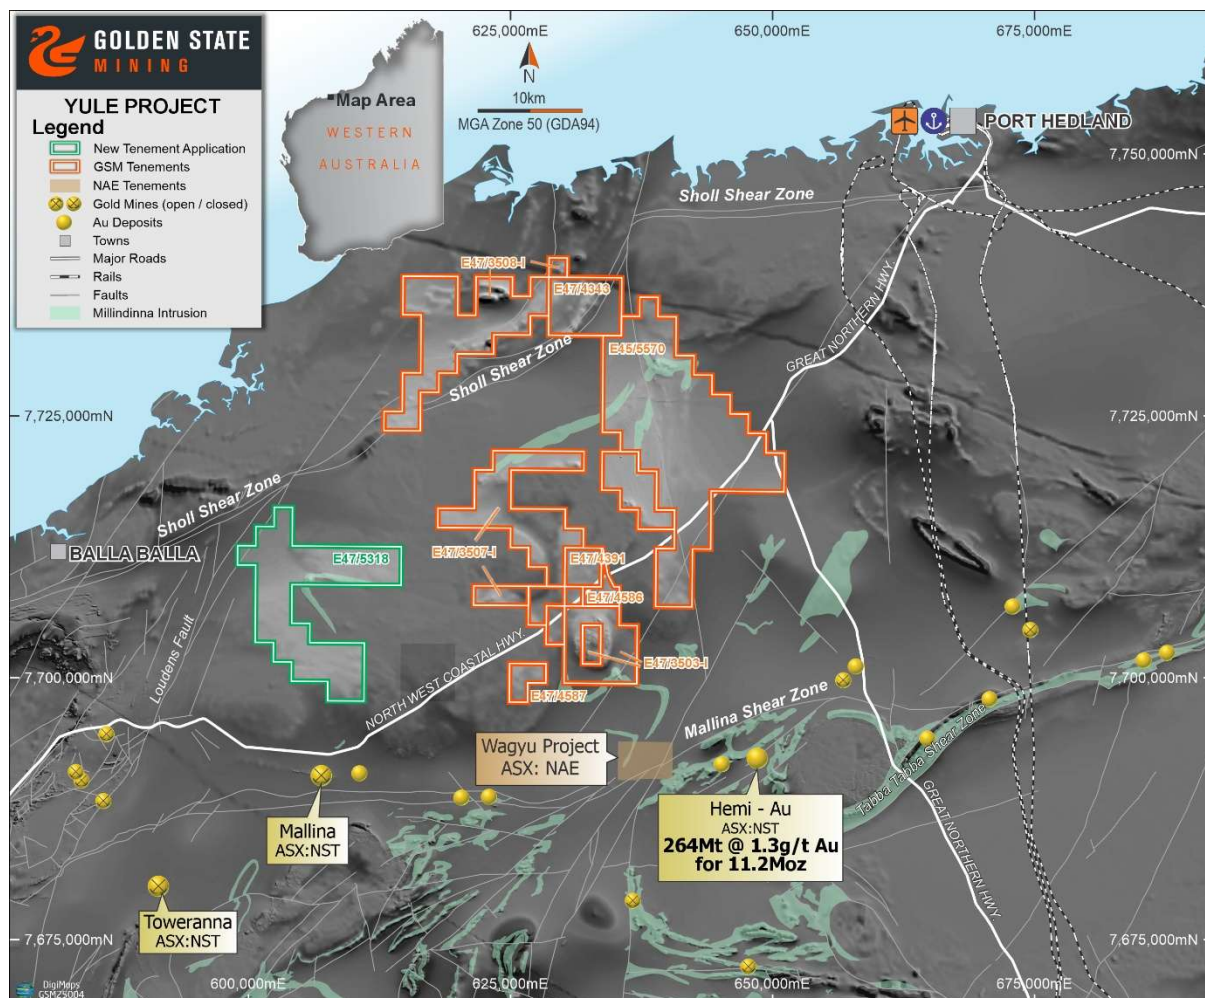 GOLDEN STATE
MINING
YULE PROJECT
Legend
New Tenement Application
GSM Tenements
NAE Tenements
Gold Mines (open / closed)
Au Deposits
Towns
Major Roads
Rails
Faults
Millindinna Intrusion
Map Area
WESTERN
AUSTRALIA
625,000mE
650,000mE
675,000mE
N
10km
MGA Zone 50 (GDA94)
PORT HEDLAND
7,750,000mN
Sholl Shear Zone
E47/3508-I
E47/4343
E45/5570
GREAT NORTHERN HWY.
Sholl Shear Zone
7,725,000mN
7,725,000mN
Sholl Shear Zone
BALLA BALLA
E47/5318
E47/3507-I
E47/4391
E47/4586
E47/3503-I
E47/4587
Loudens Fault
NORTH WEST COASTAL HWY.
7,700,000mN
7,700,000mN
Mallina Shear Zone
Tabba Tabba Shear Zone
Wagyu Project
ASX: NAE
Hemi - Au
ASX:NST
264Mt @ 1.3g/t Au
for 11.2Moz
Mallina
ASX:NST
GREAT NORTHERN HWY.
Toweranna
ASX:NST
7,675,000mN
7,675,000mN
600,000mE
625,000mE
650,000mE
675,000mE
DigiMaps
GSM25004